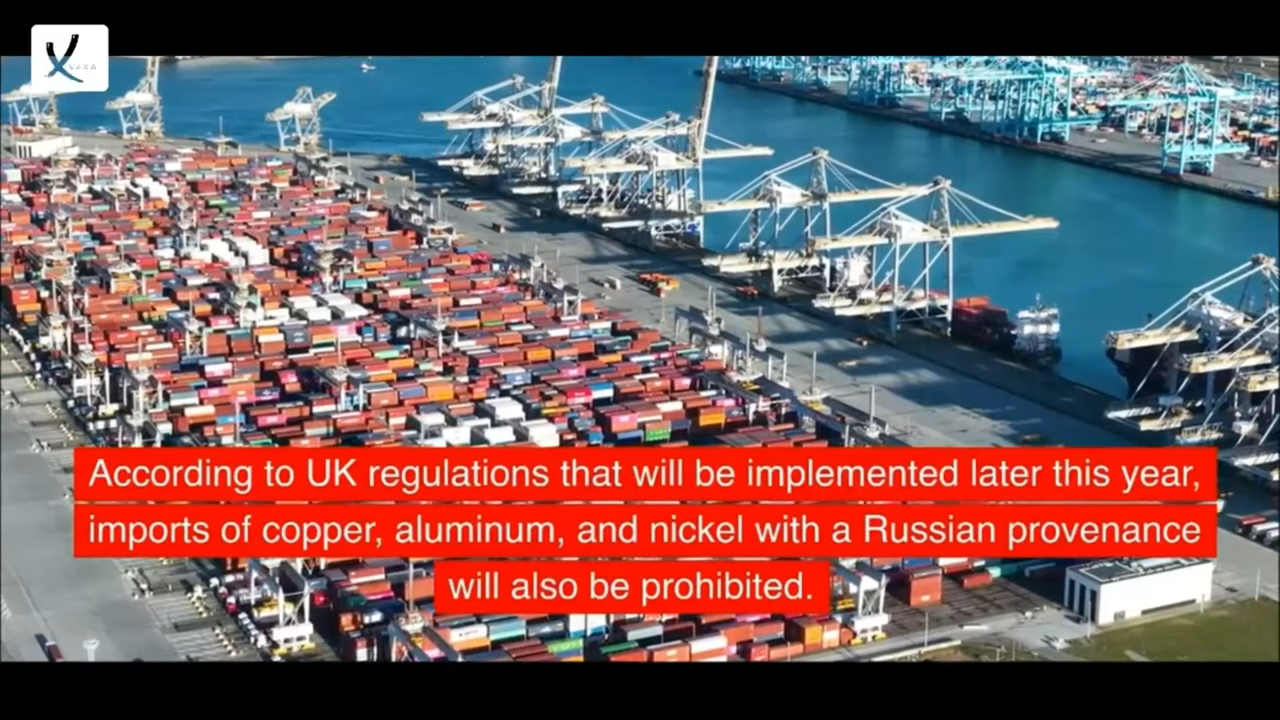 According to UK regulations that will be implemented later this year,
imports of copper, aluminum, and nickel with a Russian provenance
will also be prohibited.